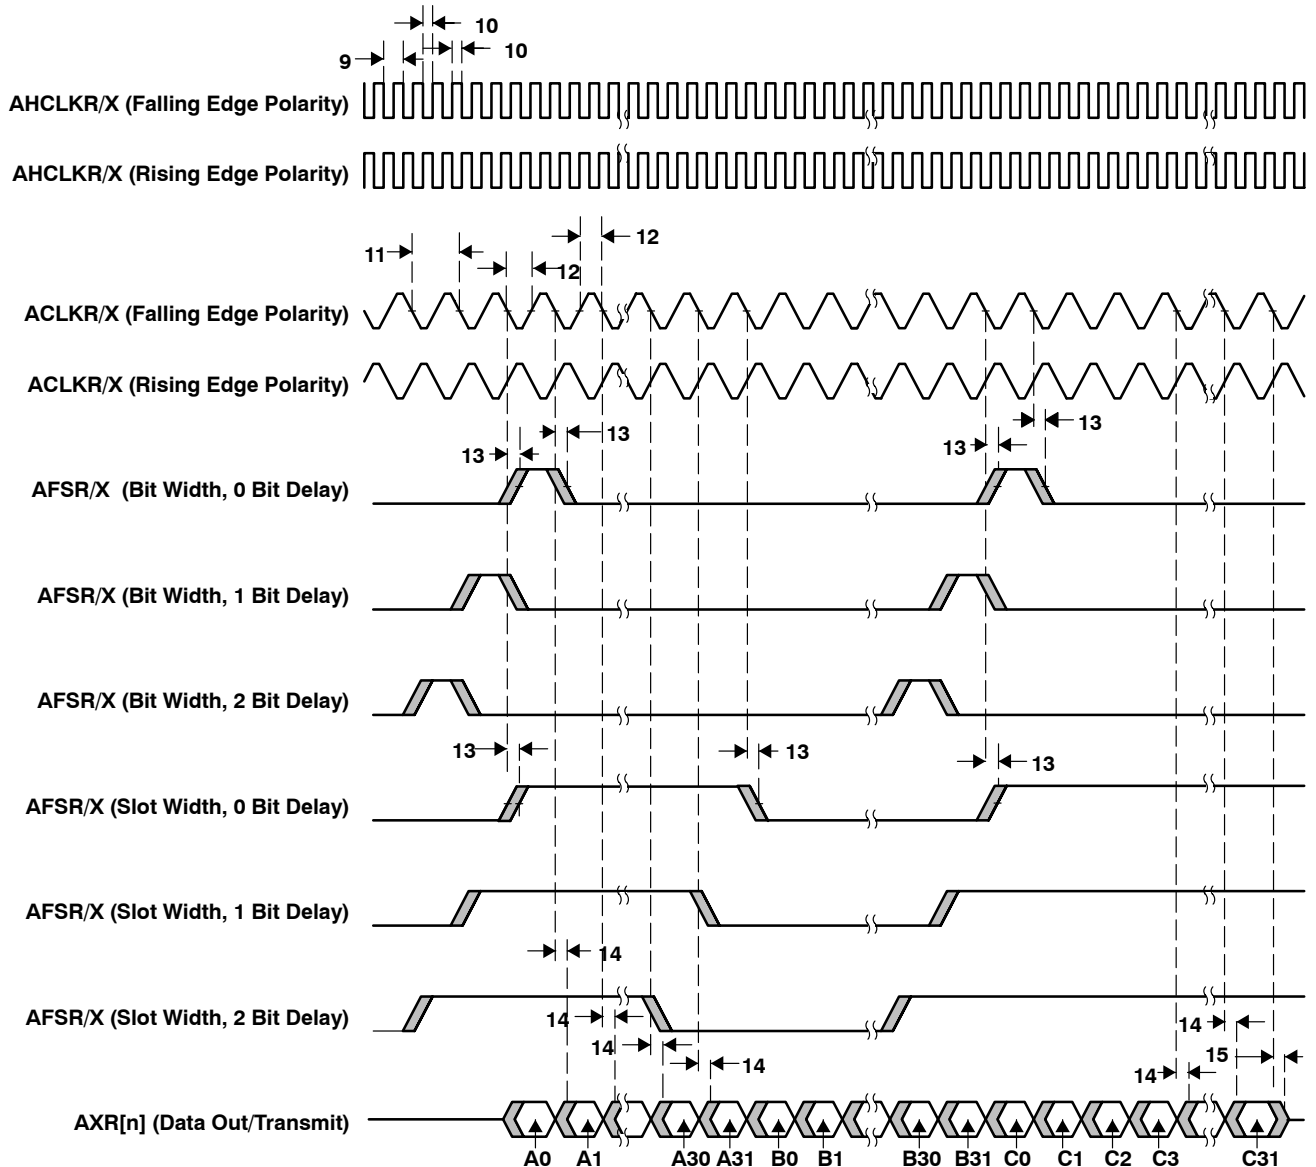 10
10
9
AHCLKR/X (Falling Edge Polarity)
AHCLKR/X (Rising Edge Polarity)
12
11
12
ACLKR/X (Falling Edge Polarity)
ACLKR/X (Rising Edge Polarity)
13
13
13
13
AFSR/X (Bit Width, 0 Bit Delay)
AFSR/X (Bit Width, 1 Bit Delay)
AFSR/X (Bit Width, 2 Bit Delay)
13
13
13
AFSR/X (Slot Width, 0 Bit Delay)
AFSR/X (Slot Width, 1 Bit Delay)
14
AFSR/X (Slot Width, 2 Bit Delay)
14
14
14
15
14
14
AXR[n] (Data Out/Transmit)
A0 A1 A30 A31 B0 B1 B30 B31 C0 C1 C2 C3 C31